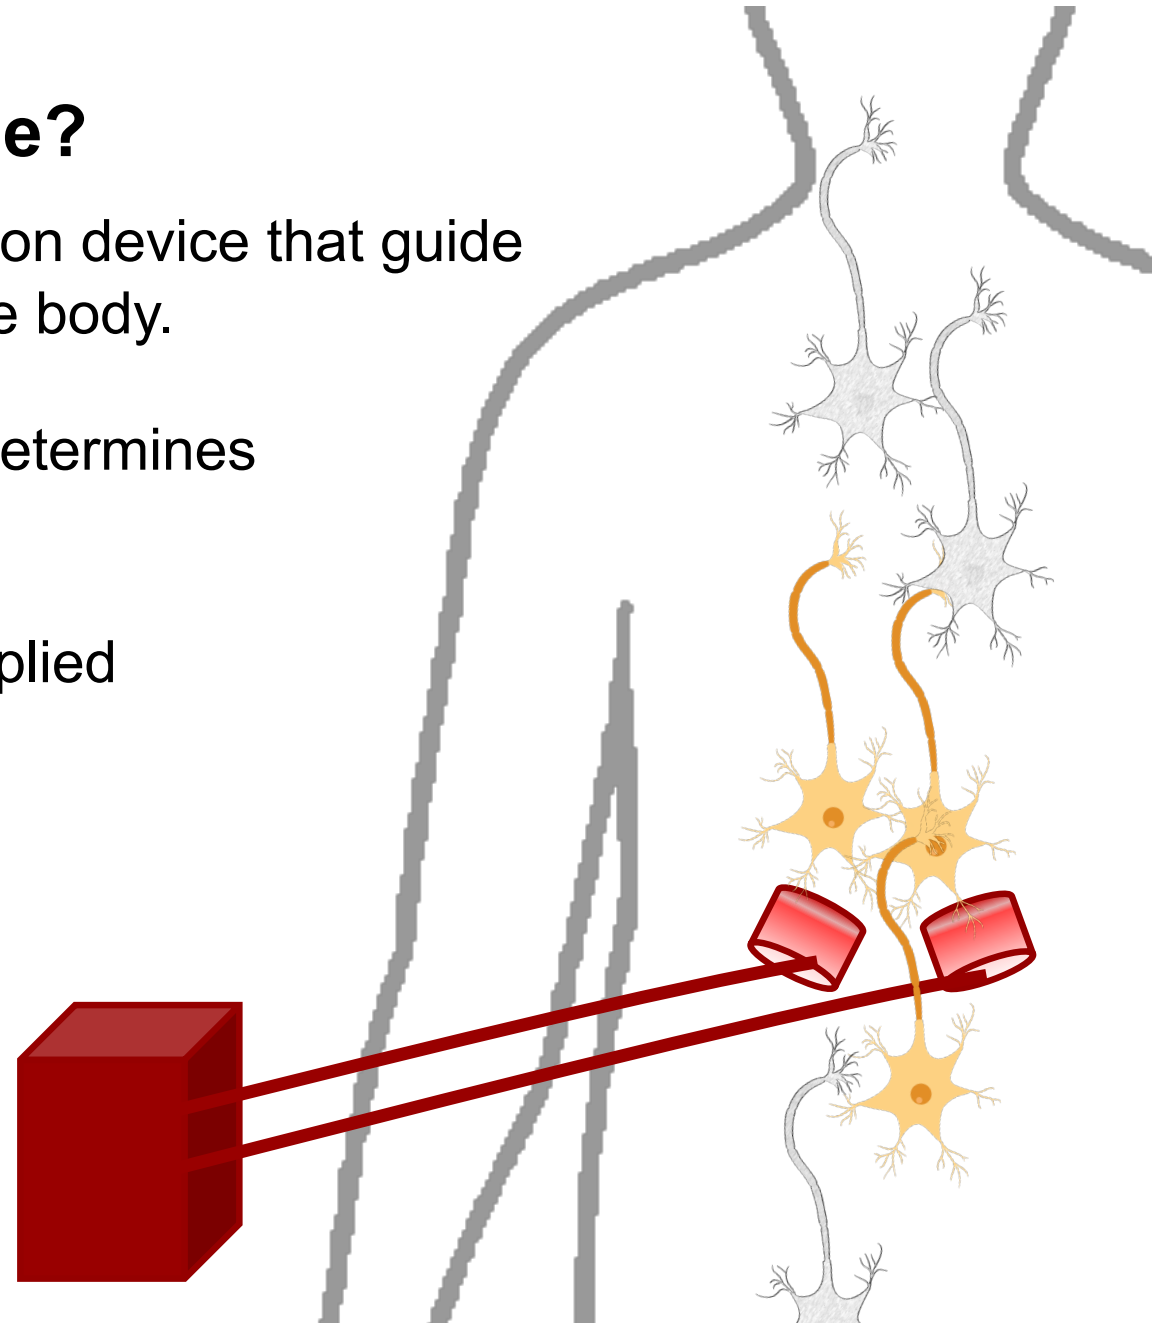 e?
on device that guide
e body.
etermines
plied